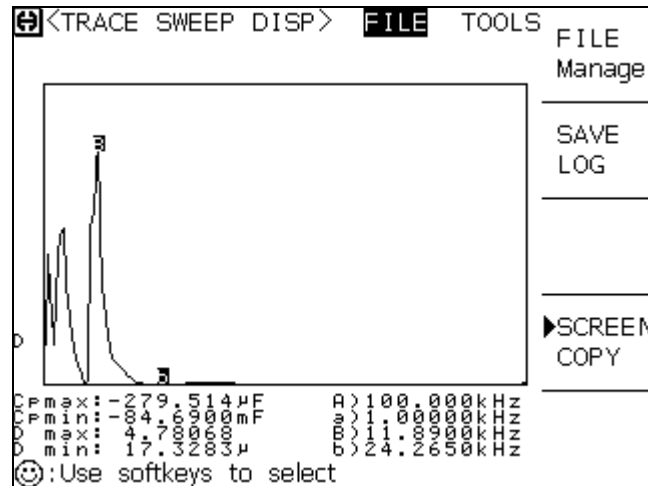 <TRACE SWEEP DISP> FILE TOOLS
FILE
Manage
SAVE
LOG
B
D
b
▶SCREEN
COPY
Cpmax:-279.514µF A)100.000kHz
Cpmin:-84.6900mF a)1.00000kHz
D max: 4.78068 B)11.8900kHz
D min: 17.3283µ b)24.2650kHz
:Use softkeys to select